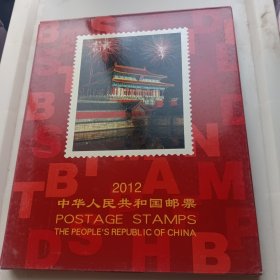 2012
中华人民共和国邮票
POSTAGE STAMPS
THE PEOPLE'S REPUBLIC OF CHINA